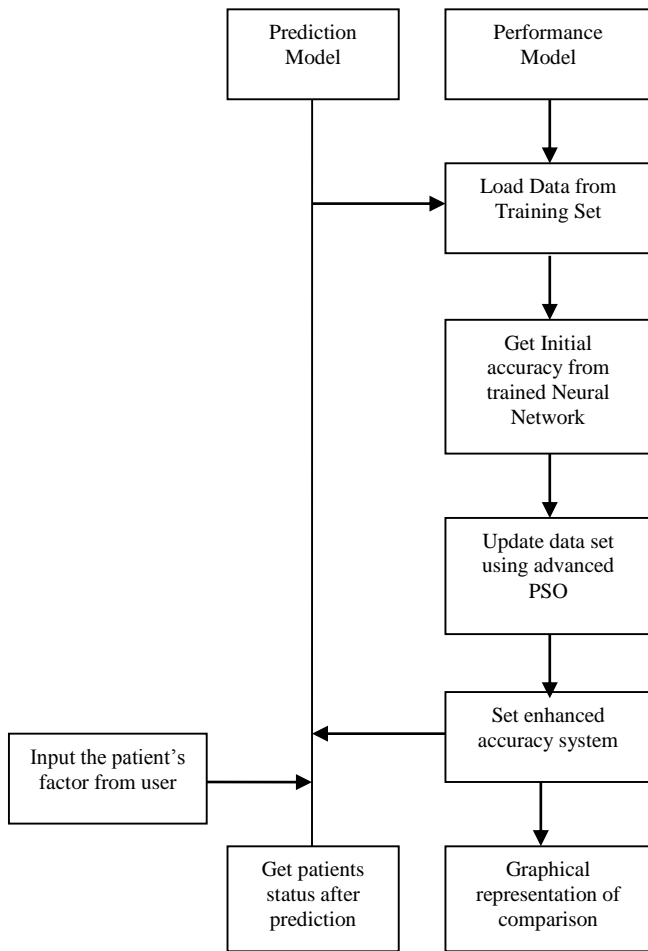 Prediction
Model
Performance
Model
Load Data from
Training Set
Get Initial
accuracy from
trained Neural
Network
Update data set
using advanced
PSO
Set enhanced
accuracy system
Input the patient's
factor from user
Get patients
status after
prediction
Graphical
representation of
comparison